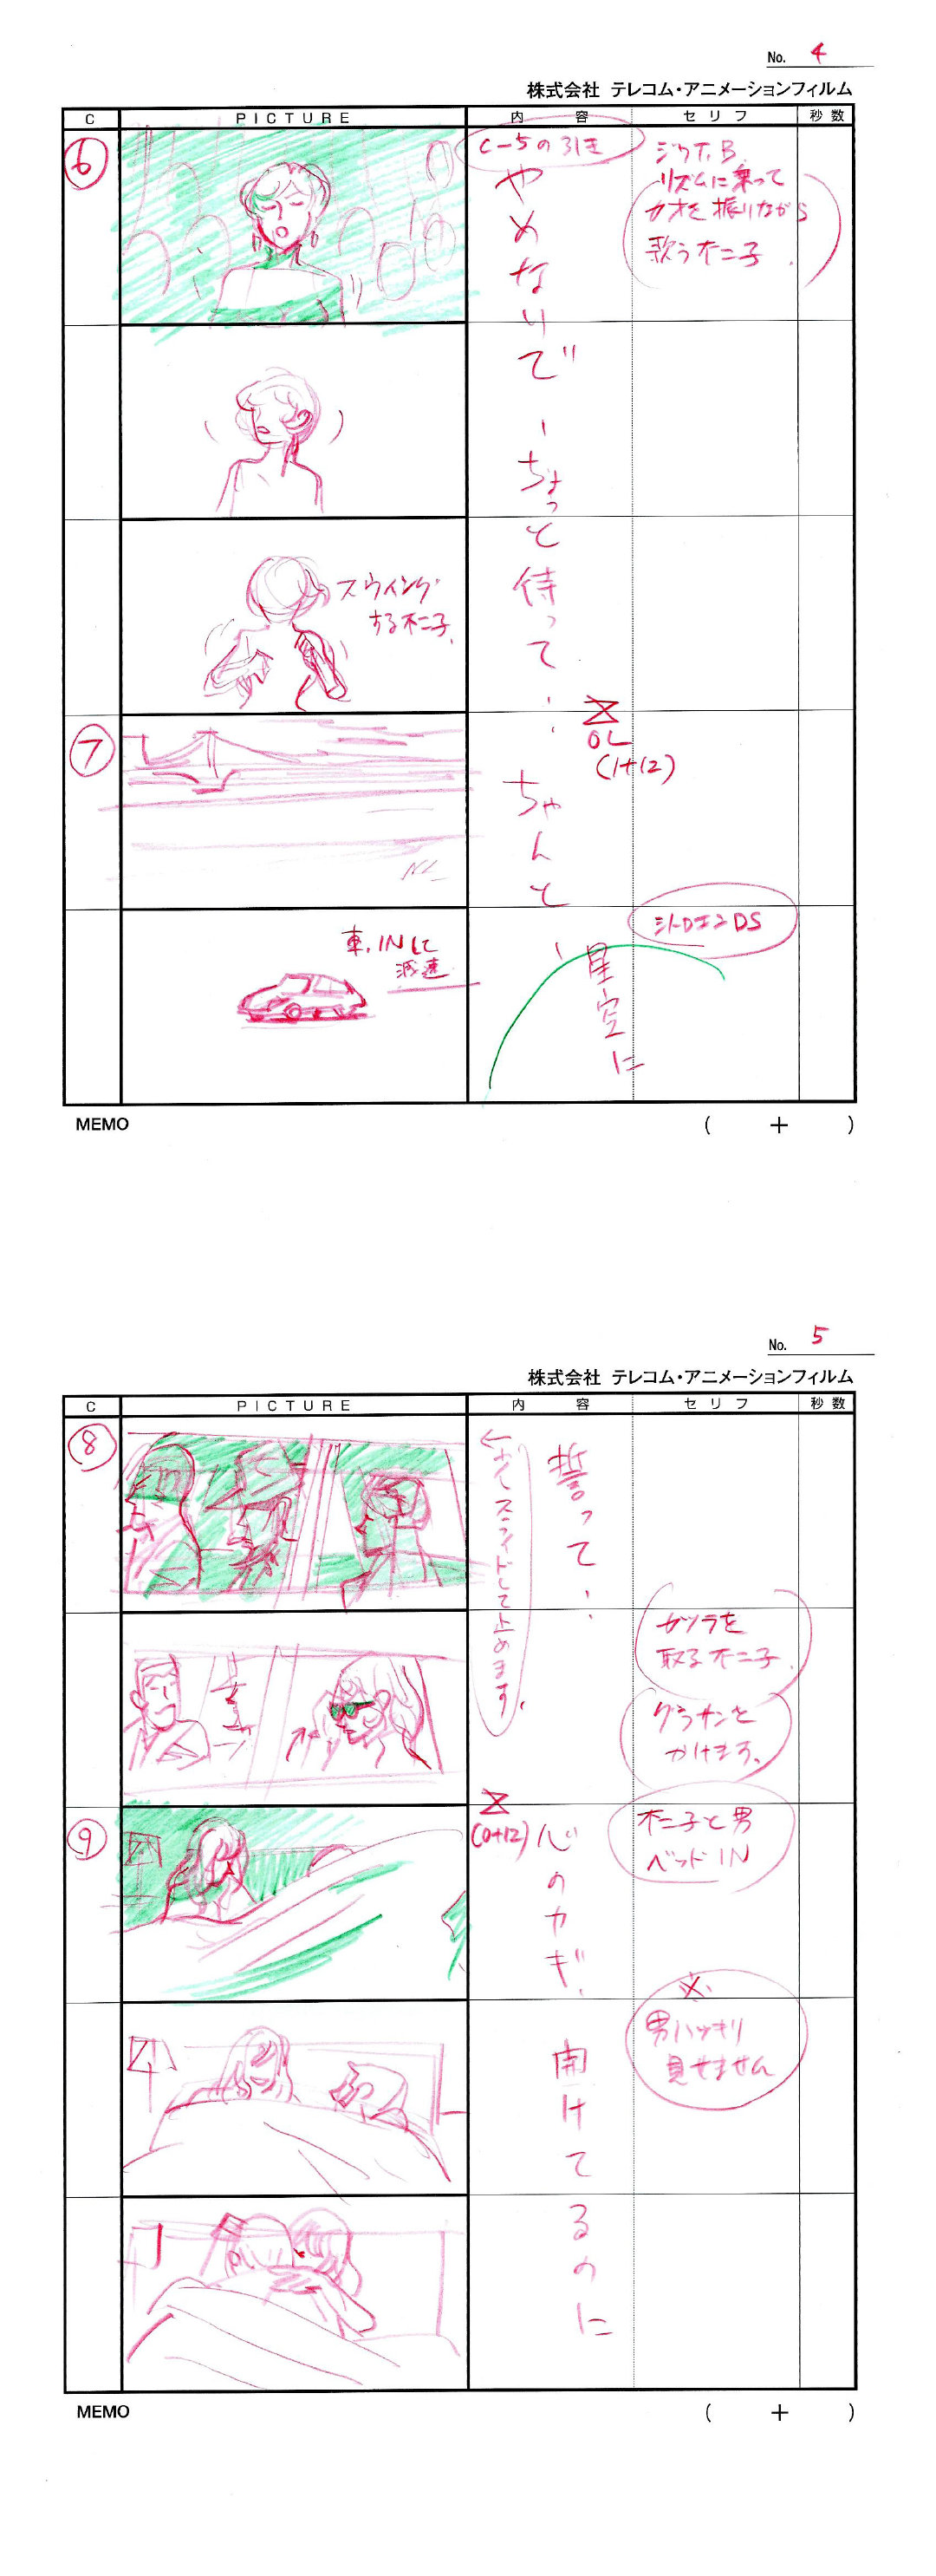 No. 4
株式会社 テレコム・アニメーションフィルム
C
PICTURE
内容
セリフ
秒数
6
C-5の引き
やめないで、ちょっと待って、、ちゃんと、星空に
リズムに乗って
カオを振りながら
歌う不二子.
スウィング
する不二子.
7
OL
(1+12)
N.L
シトロエンDS
車、INして
減速
MEMO
( + )
No. 5
株式会社 テレコム・アニメーションフィルム
C
PICTURE
内容
セリフ
秒数
8
←少しスライドして止めます。
誓って、、
カツラを
取る不二子.
グラサンを
かけます。
9
(0+12)
心のカギ、開けてるのに
不二子と男
ベッドIN
※
男ハッキリ
見せません
MEMO
( + )